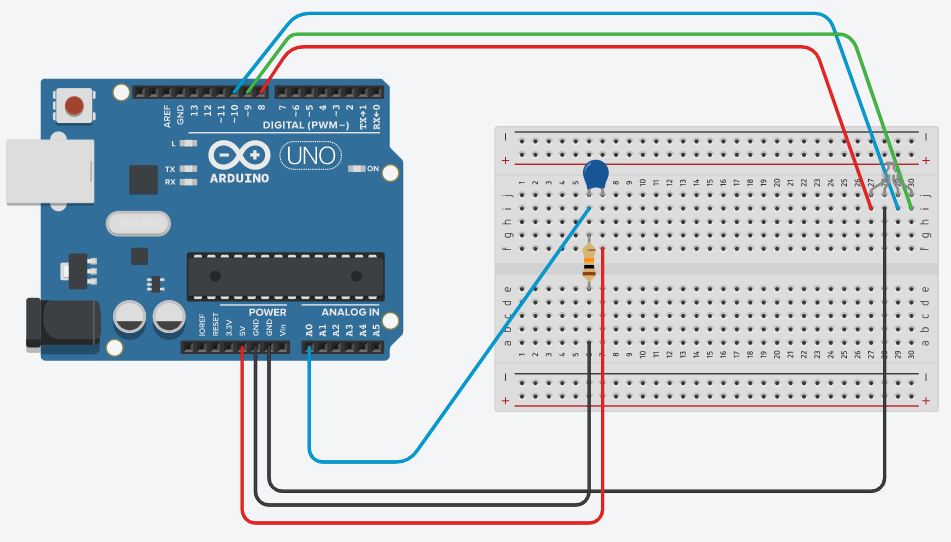 AREF
GND
13
12
~11
~10
~9
8
7
~6
~5
4
~3
2
TX→1
RX←0
DIGITAL (PWM~)
L
TX
RX
ARDUINO
UNO
ON
POWER
ANALOG IN
IOREF
RESET
3.3V
5V
GND
GND
Vin
A0
A1
A2
A3
A4
A5
1 2 3 4 5 7 8 9 10 11 12 13 14 15 16 17 18 19 20 21 22 23 24 25 26 27 28 29 30
j
i
h
g
f
e
d
c
b
a
1 2 3 4 5 6 7 8 9 10 11 12 13 14 15 16 17 18 19 20 21 22 23 24 25 26 27 28 29 30